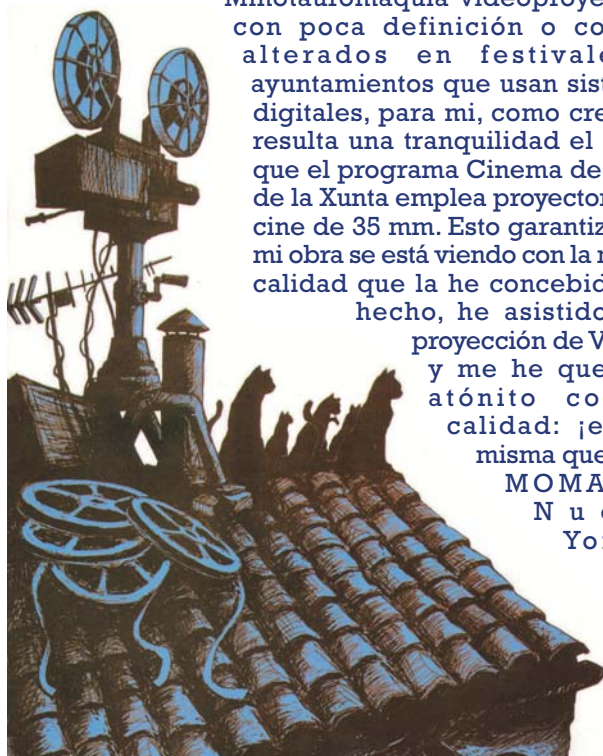 Minotauromaquia videoproye
con poca definición o co
alterados en festival
ayuntamientos que usan sist
digitales, para mi, como cre
resulta una tranquilidad el
que el programa Cinema de
de la Xunta emplea proyector
cine de 35 mm. Esto garantiz
mi obra se está viendo con la
calidad que la he concebid
hecho, he asistido
proyección de V
y me he que
atónito co
calidad: ¡e
misma que
MOMA
Nu
Yo